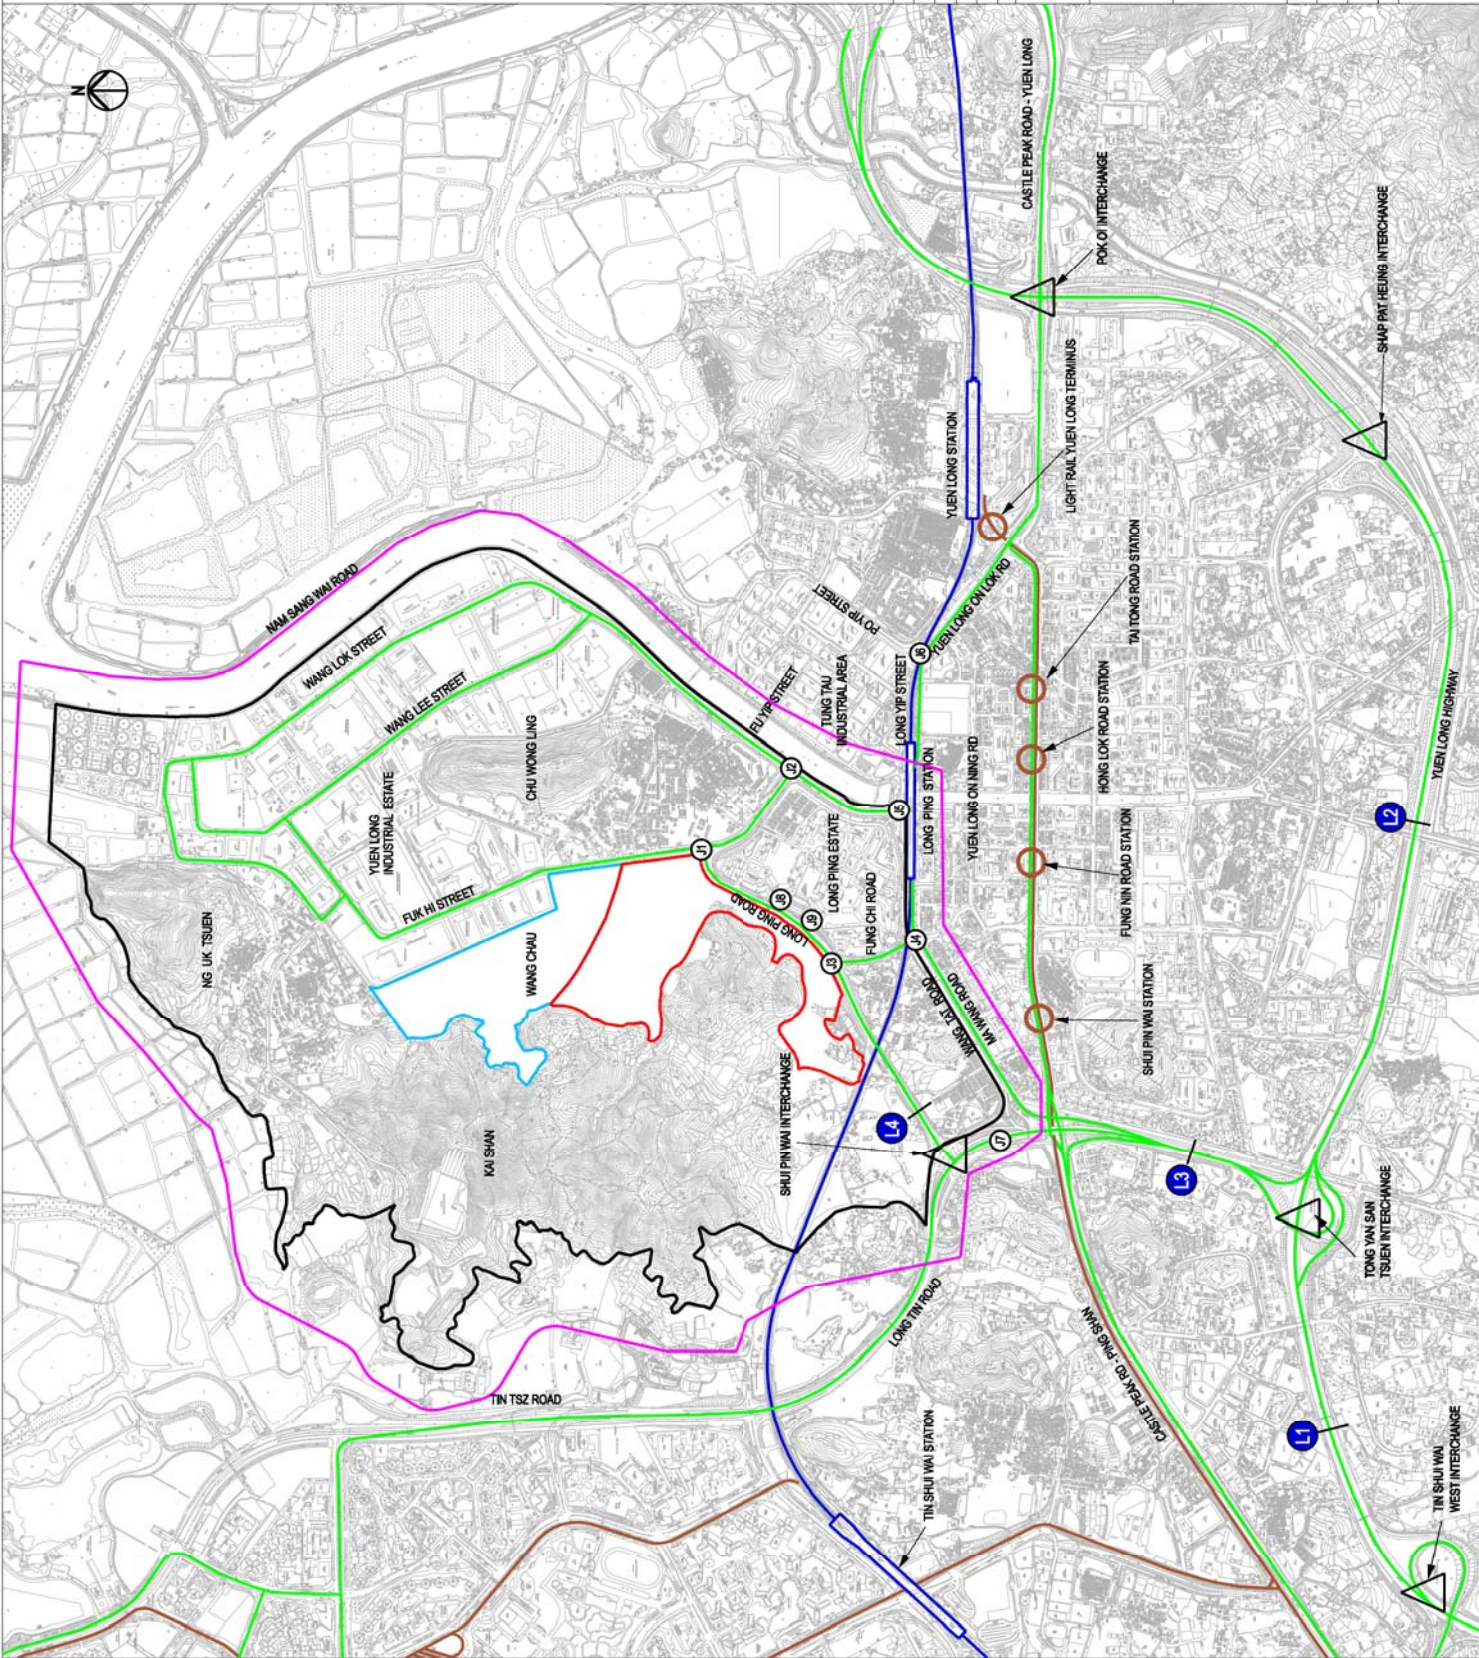 N
NAM SANG WAI ROAD
WANG LOK STREET
WANG LEE STREET
YUEN LONG
INDUSTRIAL ESTATE
CHU WONG LING
NG UK TSUEN
FUK HI STREET
WANG CHAU
KAI SHAN
TIN TSZ ROAD
FU YIP STREET
PO YIP STREET
TUNG TAU
INDUSTRIAL AREA
LONG YIP STREET
J1
J2
J3
J4
J5
J6
J7
J8
J9
LONG PING ROAD
LONG PING ESTATE
FUNG CHI ROAD
LONG PING STATION
YUEN LONG ON NING RD
YUEN LONG ON LOK RD
YUEN LONG STATION
LIGHT RAIL YUEN LONG TERMINUS
CASTLE PEAK ROAD - YUEN LONG
POK OI INTERCHANGE
SHAP PAT HEUNG INTERCHANGE
TAI TONG ROAD STATION
HONG LOK ROAD STATION
FUNG NIN ROAD STATION
SHUI PIN WAI STATION
WANG TAT ROAD
MA WANG ROAD
SHUI PIN WAI INTERCHANGE
LONG TIN ROAD
CASTLE PEAK RD - PING SHAN
TIN SHUI WAI STATION
YUEN LONG HIGHWAY
TONG YAN SAN
TSUEN INTERCHANGE
TIN SHUI WAI
WEST INTERCHANGE
L1
L2
L3
L4